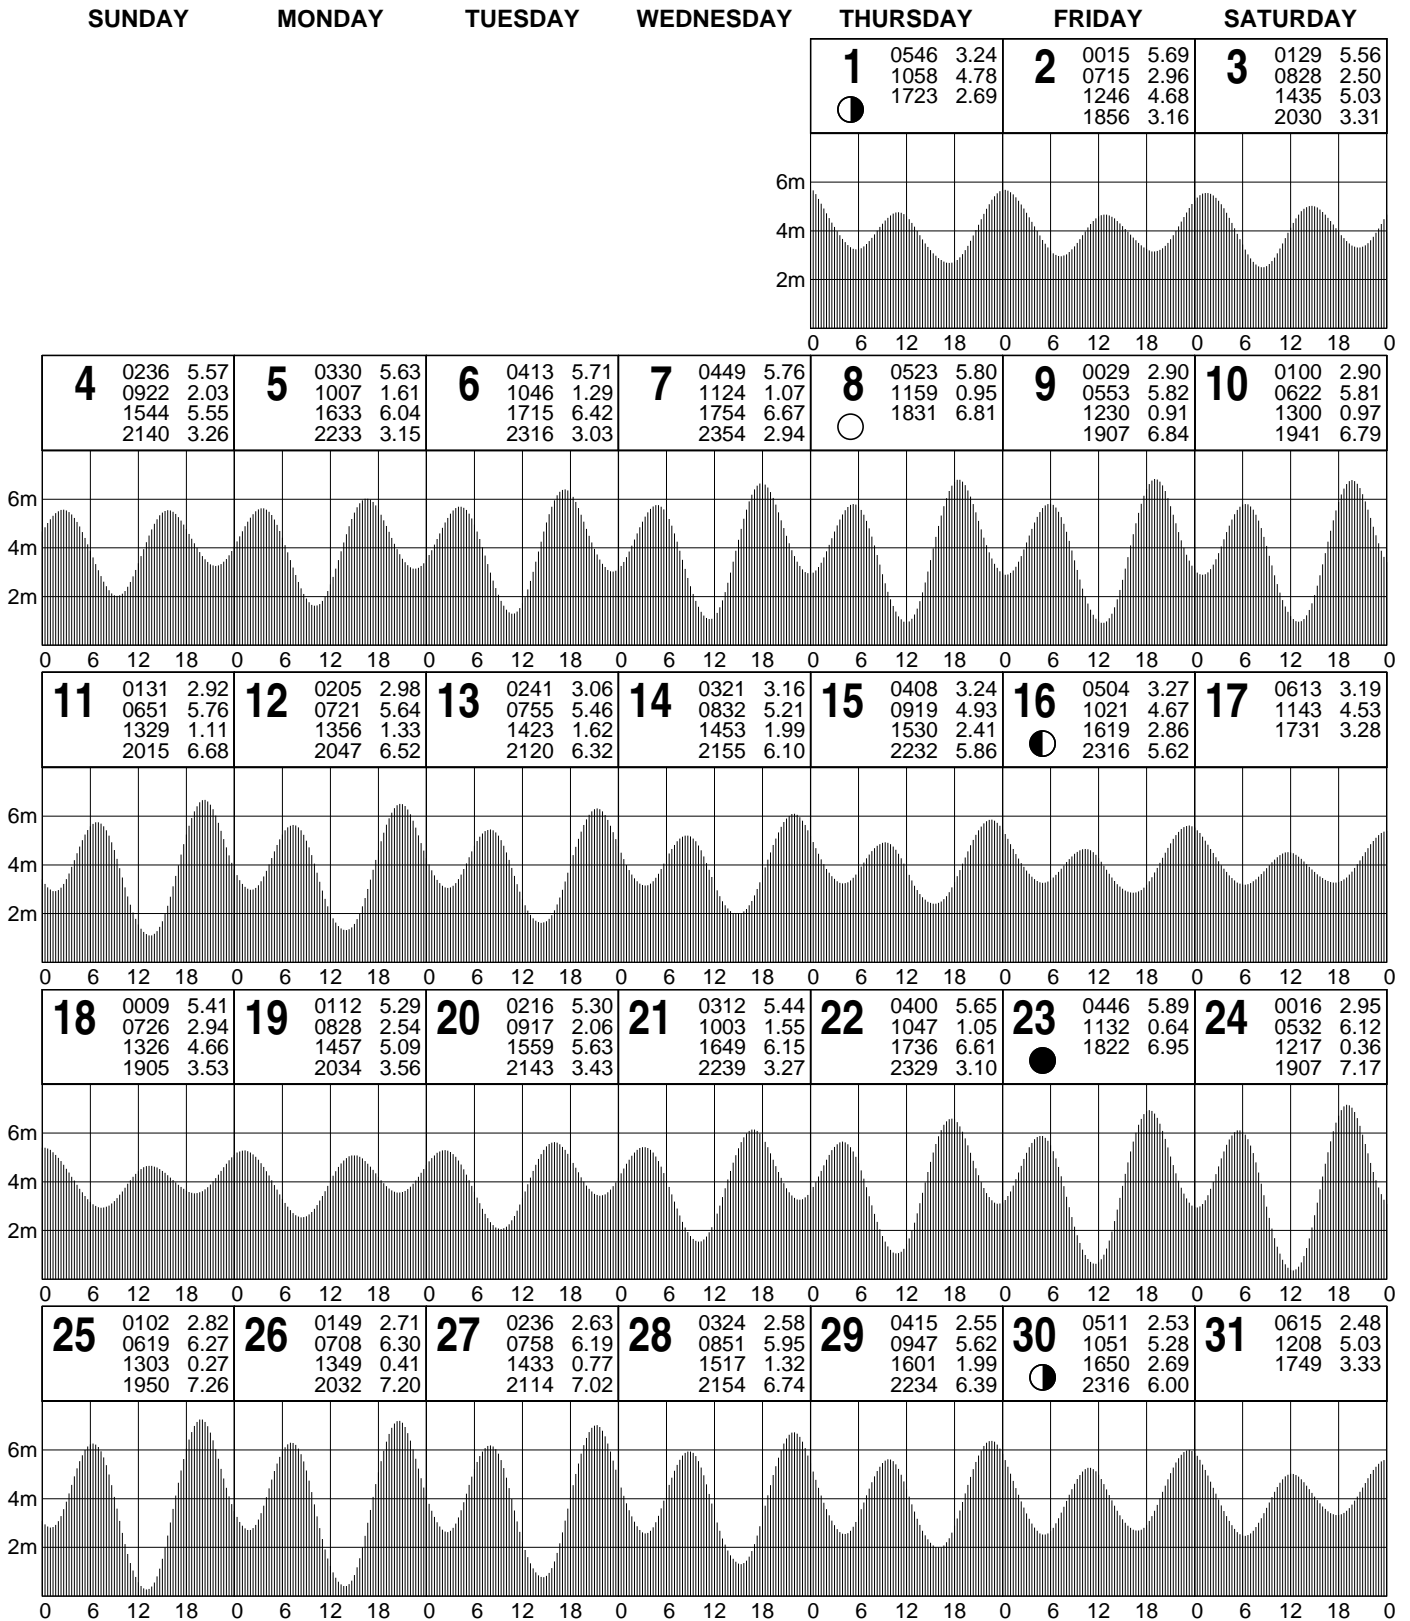 SUNDAY MONDAY TUESDAY WEDNESDAY THURSDAY FRIDAY SATURDAY
1 0546 3.24 2 0015 5.69 3 0129 5.56
1058 4.78 0715 2.96 0828 2.50
1723 2.69 1246 4.68 1435 5.03
1856 3.16 2030 3.31
6m
4m
2m
0 6 12 18 0 6 12 18 0 6 12 18 0
4 0236 5.57 5 0330 5.63 6 0413 5.71 7 0449 5.76 8 0523 5.80 9 0029 2.90 10 0100 2.90
0922 2.03 1007 1.61 1046 1.29 1124 1.07 1159 0.95 0553 5.82 0622 5.81
1544 5.55 1633 6.04 1715 6.42 1754 6.67 1831 6.81 1230 0.91 1300 0.97
2140 3.26 2233 3.15 2316 3.03 2354 2.94 1907 6.84 1941 6.79
6m
4m
2m
0 6 12 18 0 6 12 18 0 6 12 18 0 6 12 18 0 6 12 18 0 6 12 18 0 6 12 18 0
11 0131 2.92 12 0205 2.98 13 0241 3.06 14 0321 3.16 15 0408 3.24 16 0504 3.27 17 0613 3.19
0651 5.76 0721 5.64 0755 5.46 0832 5.21 0919 4.93 1021 4.67 1143 4.53
1329 1.11 1356 1.33 1423 1.62 1453 1.99 1530 2.41 1619 2.86 1731 3.28
2015 6.68 2047 6.52 2120 6.32 2155 6.10 2232 5.86 2316 5.62
6m
4m
2m
0 6 12 18 0 6 12 18 0 6 12 18 0 6 12 18 0 6 12 18 0 6 12 18 0 6 12 18 0
18 0009 5.41 19 0112 5.29 20 0216 5.30 21 0312 5.44 22 0400 5.65 23 0446 5.89 24 0016 2.95
0726 2.94 0828 2.54 0917 2.06 1003 1.55 1047 1.05 1132 0.64 0532 6.12
1326 4.66 1457 5.09 1559 5.63 1649 6.15 1736 6.61 1822 6.95 1217 0.36
1905 3.53 2034 3.56 2143 3.43 2239 3.27 2329 3.10 1907 7.17
6m
4m
2m
0 6 12 18 0 6 12 18 0 6 12 18 0 6 12 18 0 6 12 18 0 6 12 18 0 6 12 18 0
25 0102 2.82 26 0149 2.71 27 0236 2.63 28 0324 2.58 29 0415 2.55 30 0511 2.53 31 0615 2.48
0619 6.27 0708 6.30 0758 6.19 0851 5.95 0947 5.62 1051 5.28 1208 5.03
1303 0.27 1349 0.41 1433 0.77 1517 1.32 1601 1.99 1650 2.69 1749 3.33
1950 7.26 2032 7.20 2114 7.02 2154 6.74 2234 6.39 2316 6.00
6m
4m
2m
0 6 12 18 0 6 12 18 0 6 12 18 0 6 12 18 0 6 12 18 0 6 12 18 0 6 12 18 0